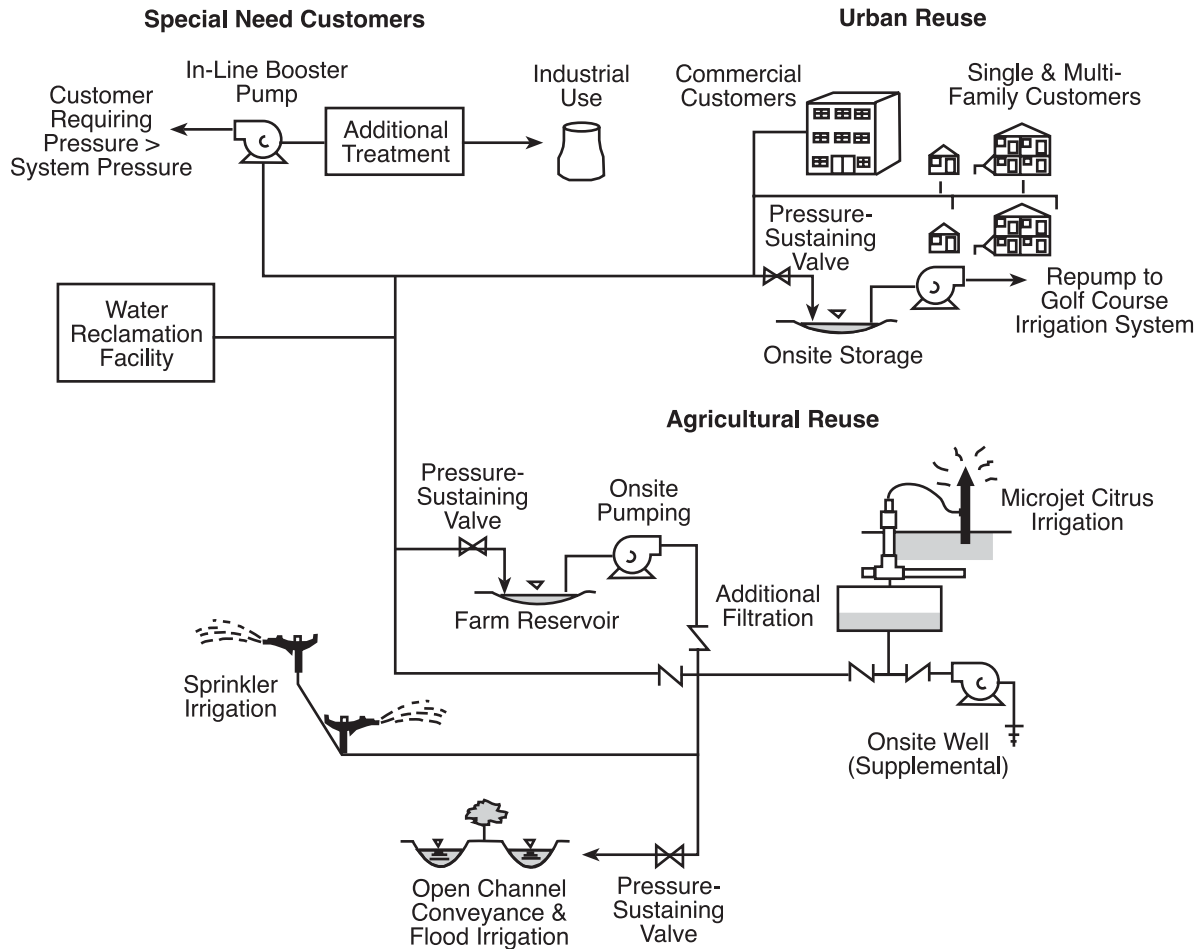 Special Need Customers
Urban Reuse
In-Line Booster
Pump
Customer
Requiring
Pressure >
System Pressure
Additional
Treatment
Industrial
Use
Commercial
Customers
Single & Multi-
Family Customers
Pressure-
Sustaining
Valve
Water
Reclamation
Facility
Repump to
Golf Course
Irrigation System
Onsite Storage
Agricultural Reuse
Pressure-
Sustaining
Valve
Onsite
Pumping
Microjet Citrus
Irrigation
Farm Reservoir
Additional
Filtration
Sprinkler
Irrigation
Onsite Well
(Supplemental)
Open Channel
Conveyance &
Flood Irrigation
Pressure-
Sustaining
Valve